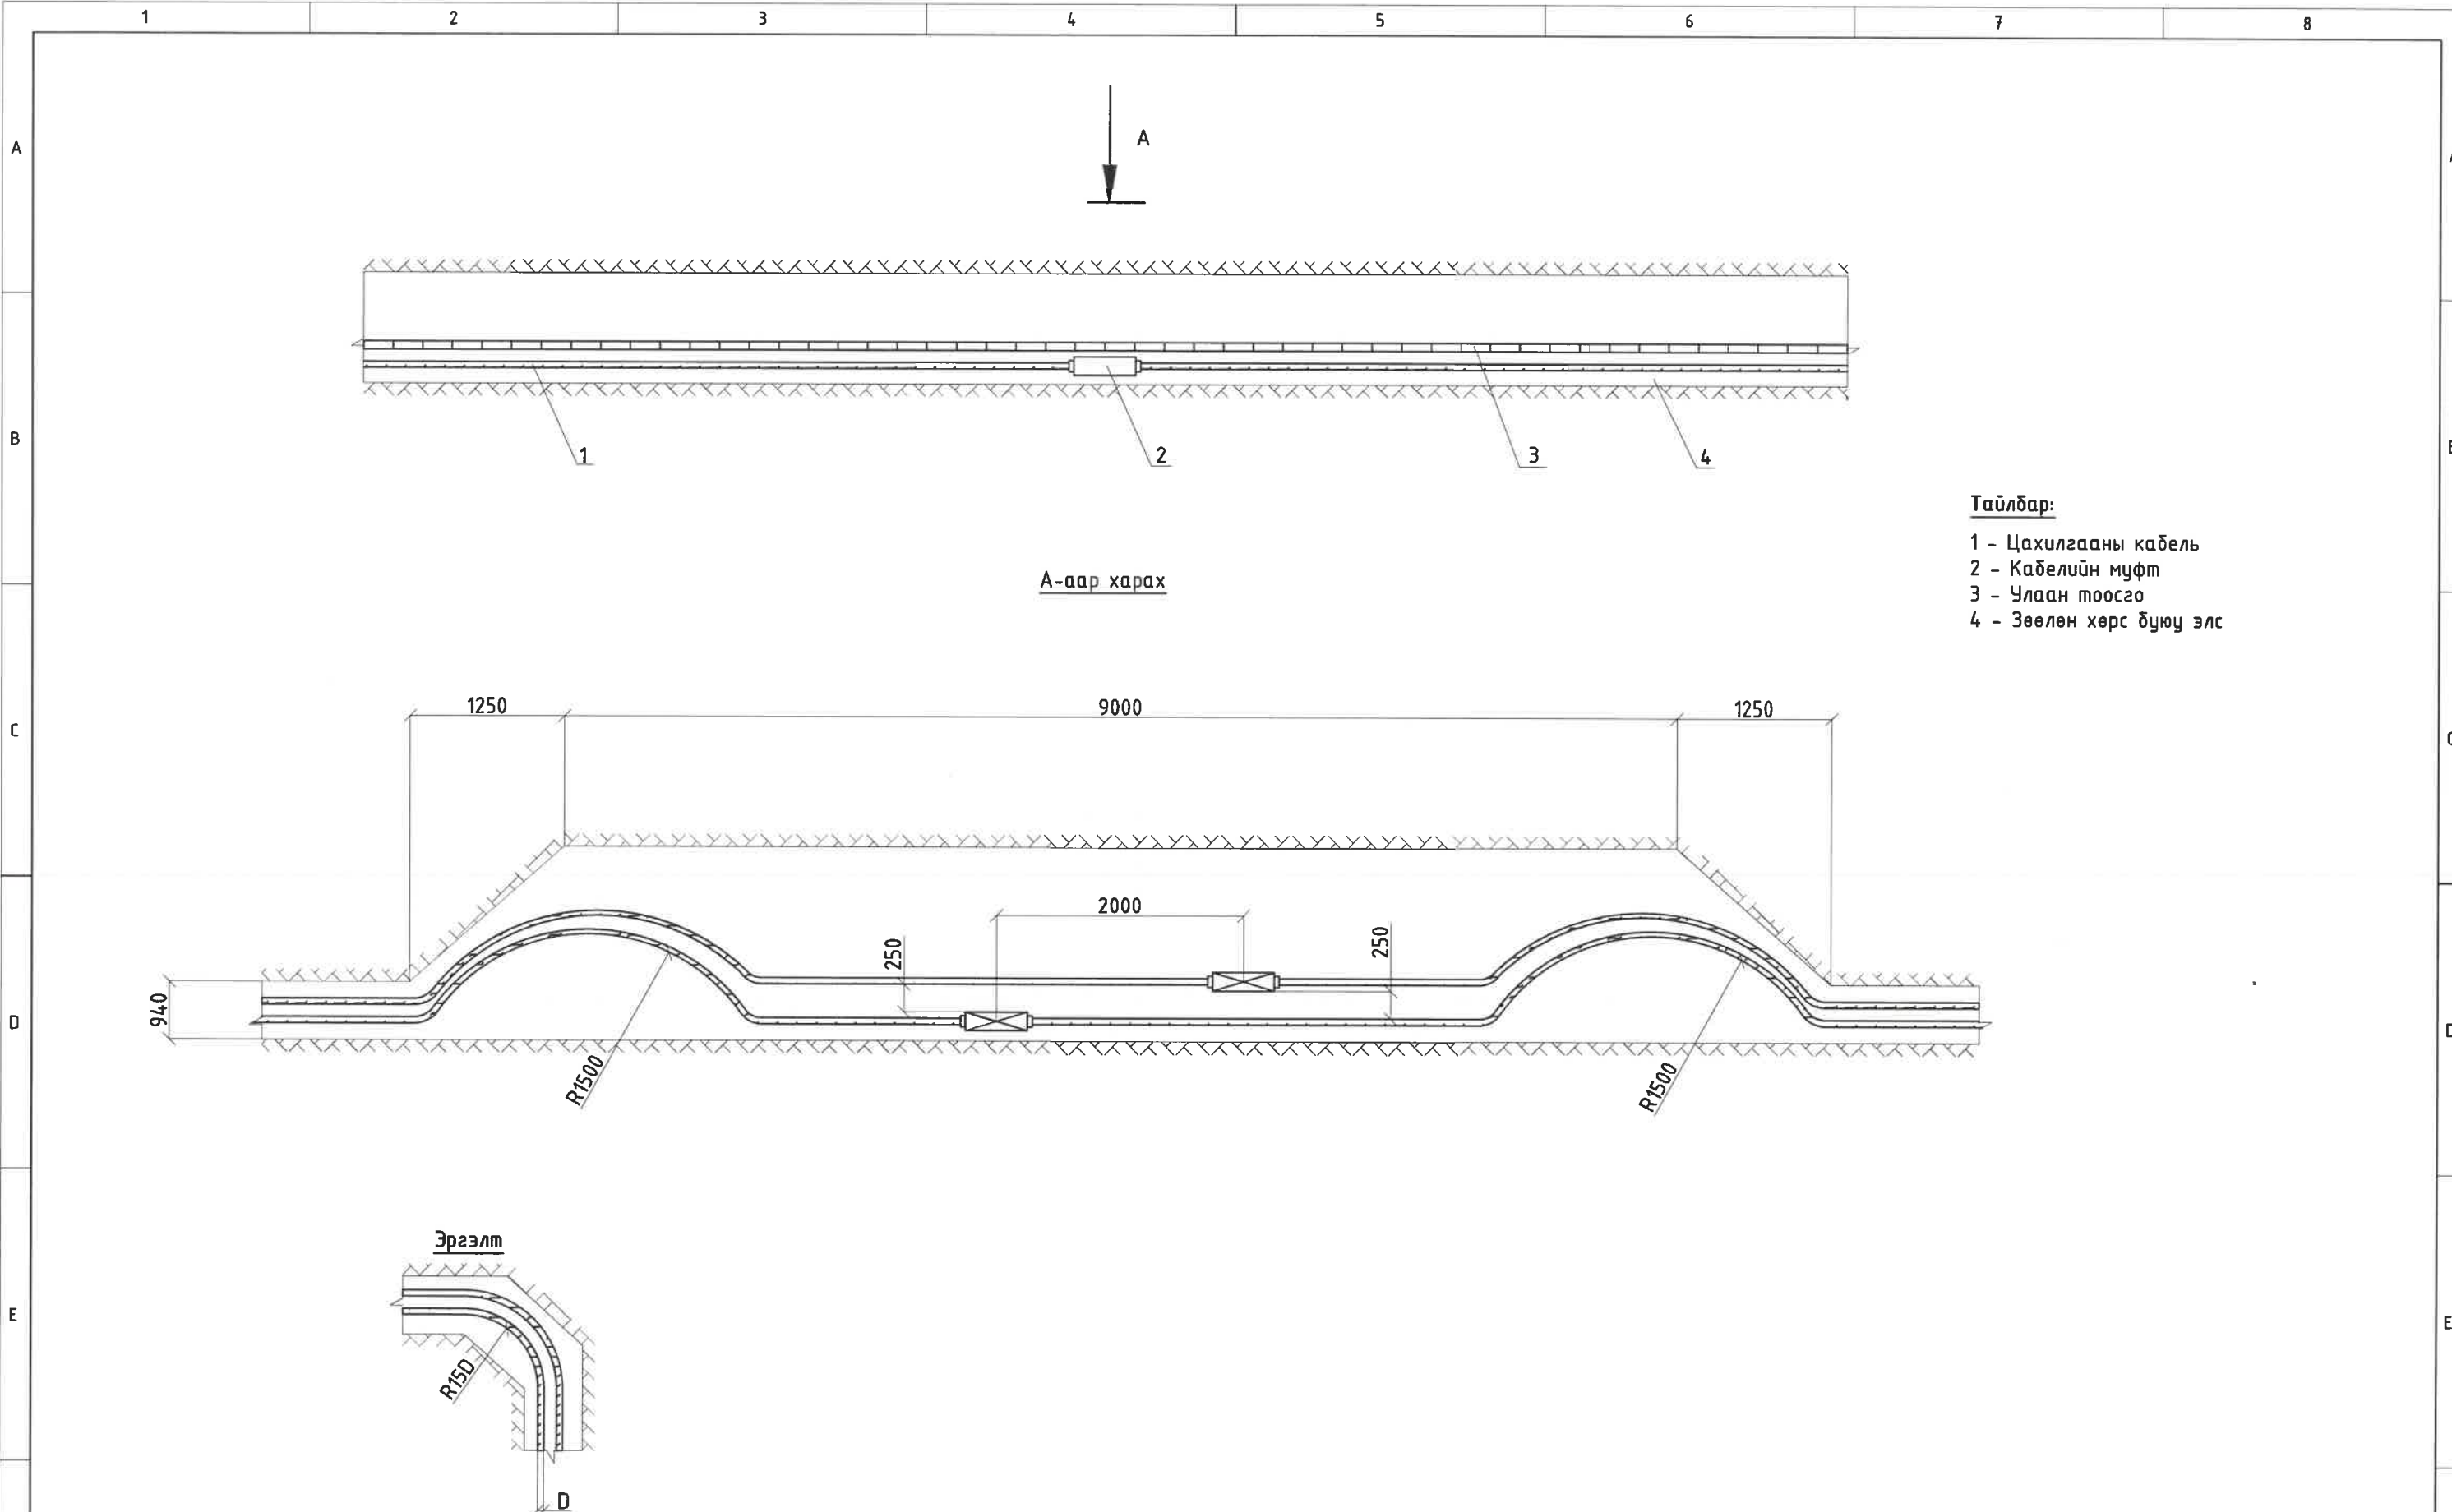 1 2 3 4 5 6 7 8
A
A
B
1 2 3 4
Тайлбар:
1 - Цахилгааны кабель
2 - Кабелийн муфт
3 - Улаан тоосго
4 - Зөөлөн хөрс буюу элс
А-аар харах
C
1250 9000 1250
2000
250 250
940
D
R1500 R1500
Эргэлт
E E
R15D
D